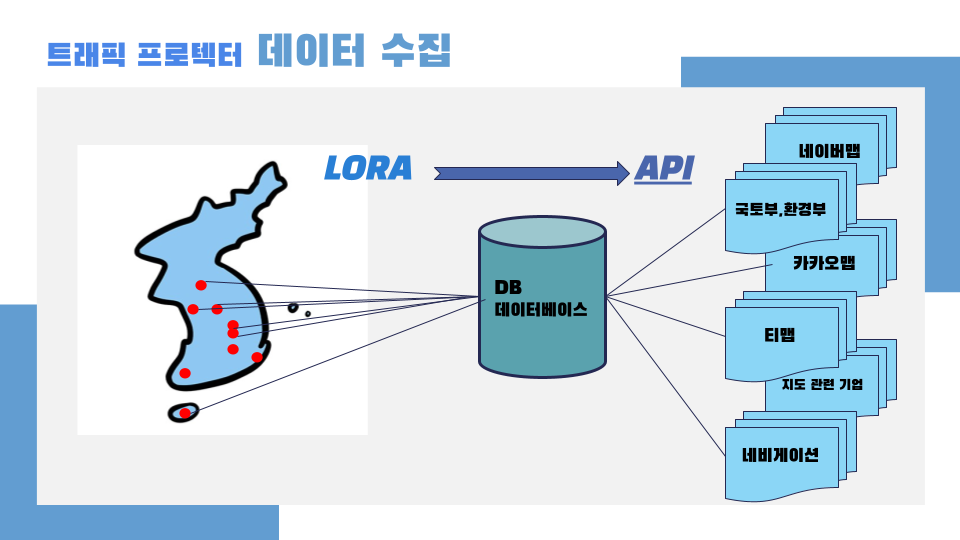 트래픽 프로텍터 데이터 수집
LORA
API
DB
데이터베이스
네이버맵
국토부,환경부
카카오맵
티맵
지도 관련 기업
네비게이션